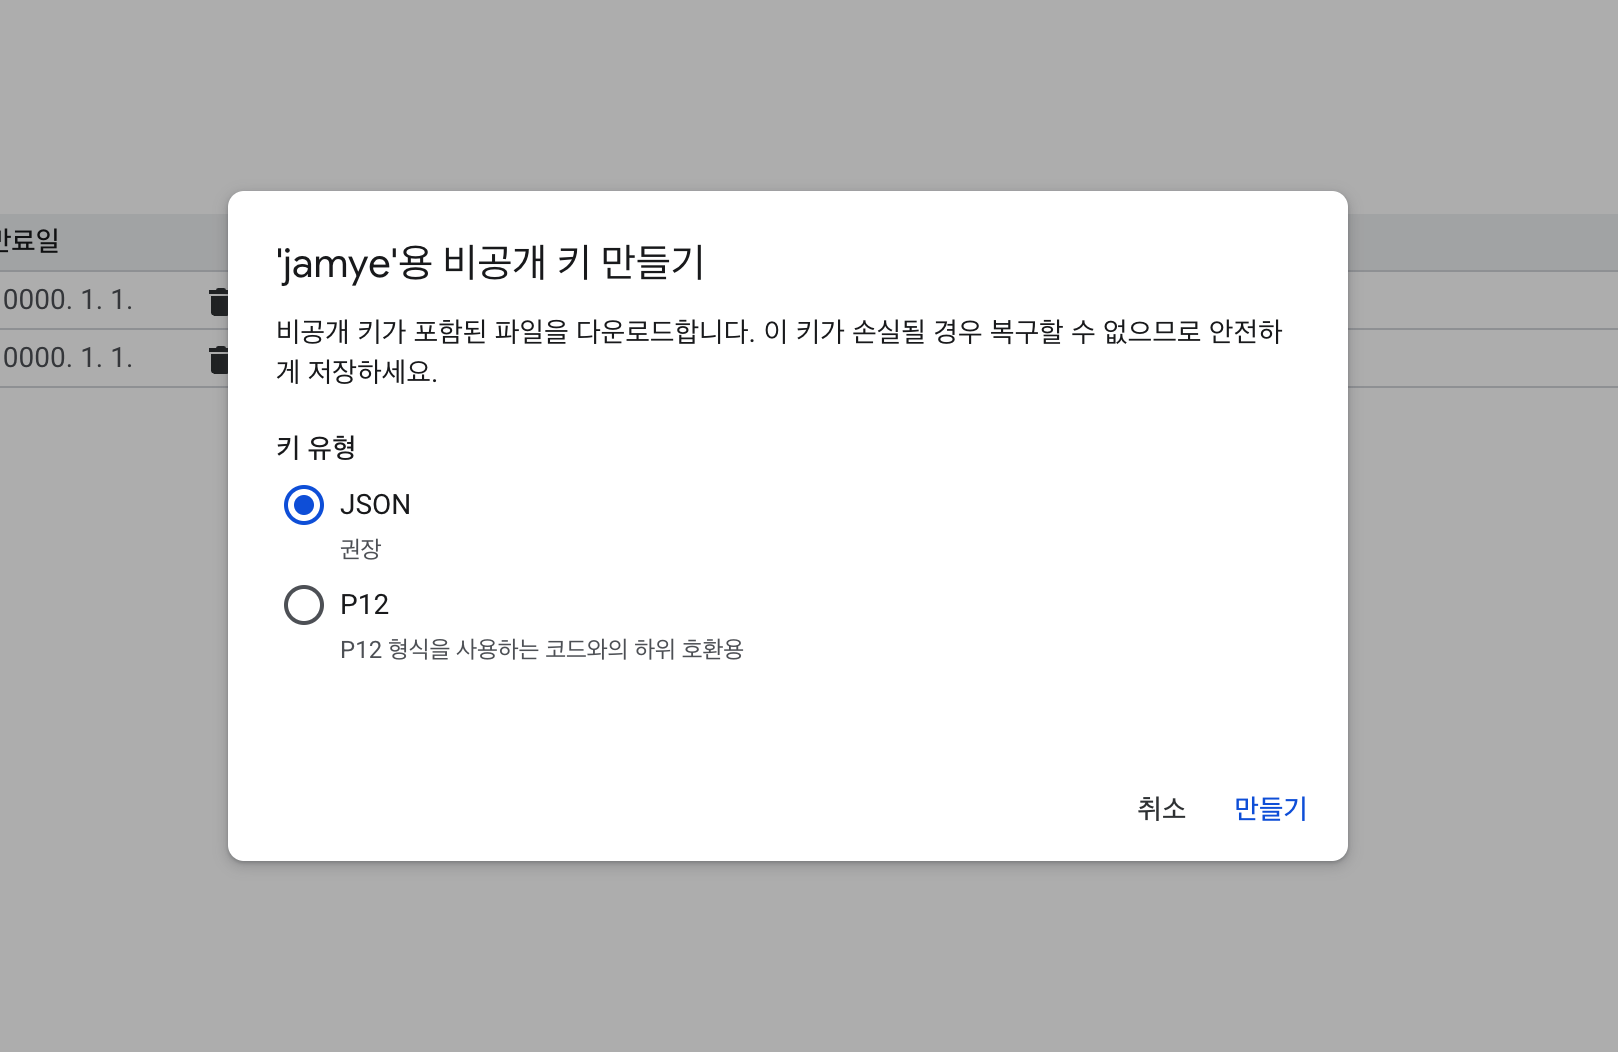 만료일
0000. 1. 1.
0000. 1. 1.
'jamye'용 비공개 키 만들기
비공개 키가 포함된 파일을 다운로드합니다. 이 키가 손실될 경우 복구할 수 없으므로 안전하
게 저장하세요.
키 유형
JSON
권장
P12
P12 형식을 사용하는 코드와의 하위 호환용
취소
만들기